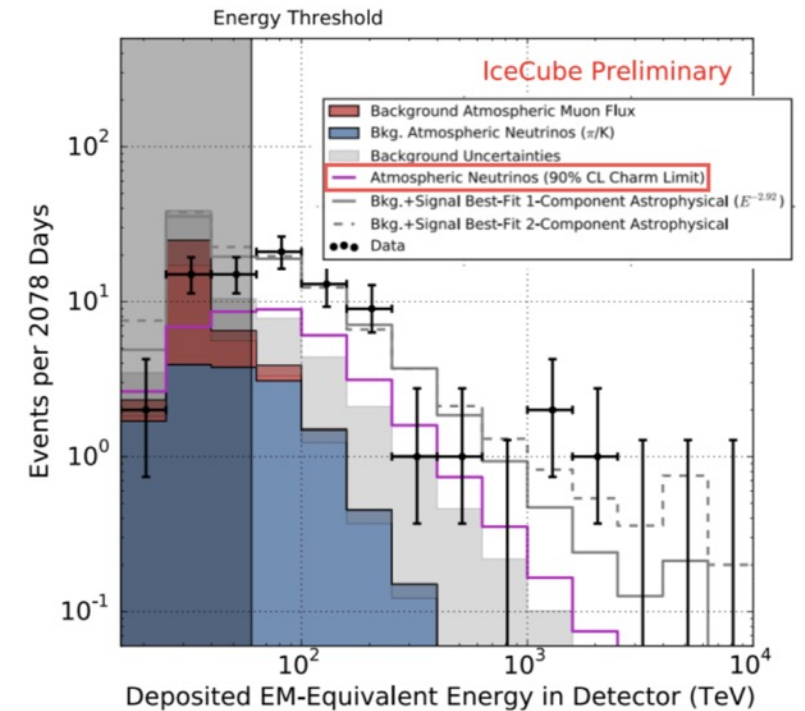 Energy Threshold
IceCube Preliminary
Background Atmospheric Muon Flux
Bkg. Atmospheric Neutrinos (π/K)
Background Uncertainties
Atmospheric Neutrinos (90% CL Charm Limit)
Bkg.+Signal Best-Fit 1-Component Astrophysical (E^{-2.92})
Bkg.+Signal Best-Fit 2-Component Astrophysical
Data
Events per 2078 Days
10^2
10^1
10^0
10^-1
10^2
10^3
10^4
Deposited EM-Equivalent Energy in Detector (TeV)